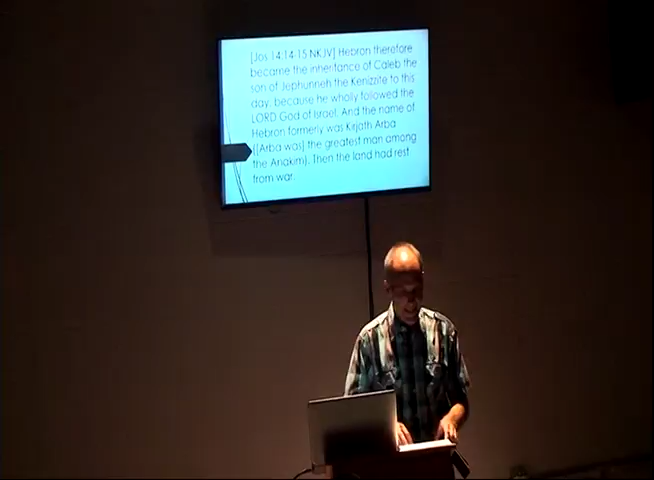 [Jos 14:14-15 NKJV] Hebron therefore
became the inheritance of Caleb the
son of Jephunneh the Kenizzite to this
day, because he wholly followed the
LORD God of Israel. And the name of
Hebron formerly was Kirjath Arba
([Arba was] the greatest man among
the Anakim). Then the land had rest
from war.